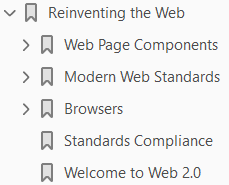 Reinventing the Web
Web Page Components
Modern Web Standards
Browsers
Standards Compliance
Welcome to Web 2.0